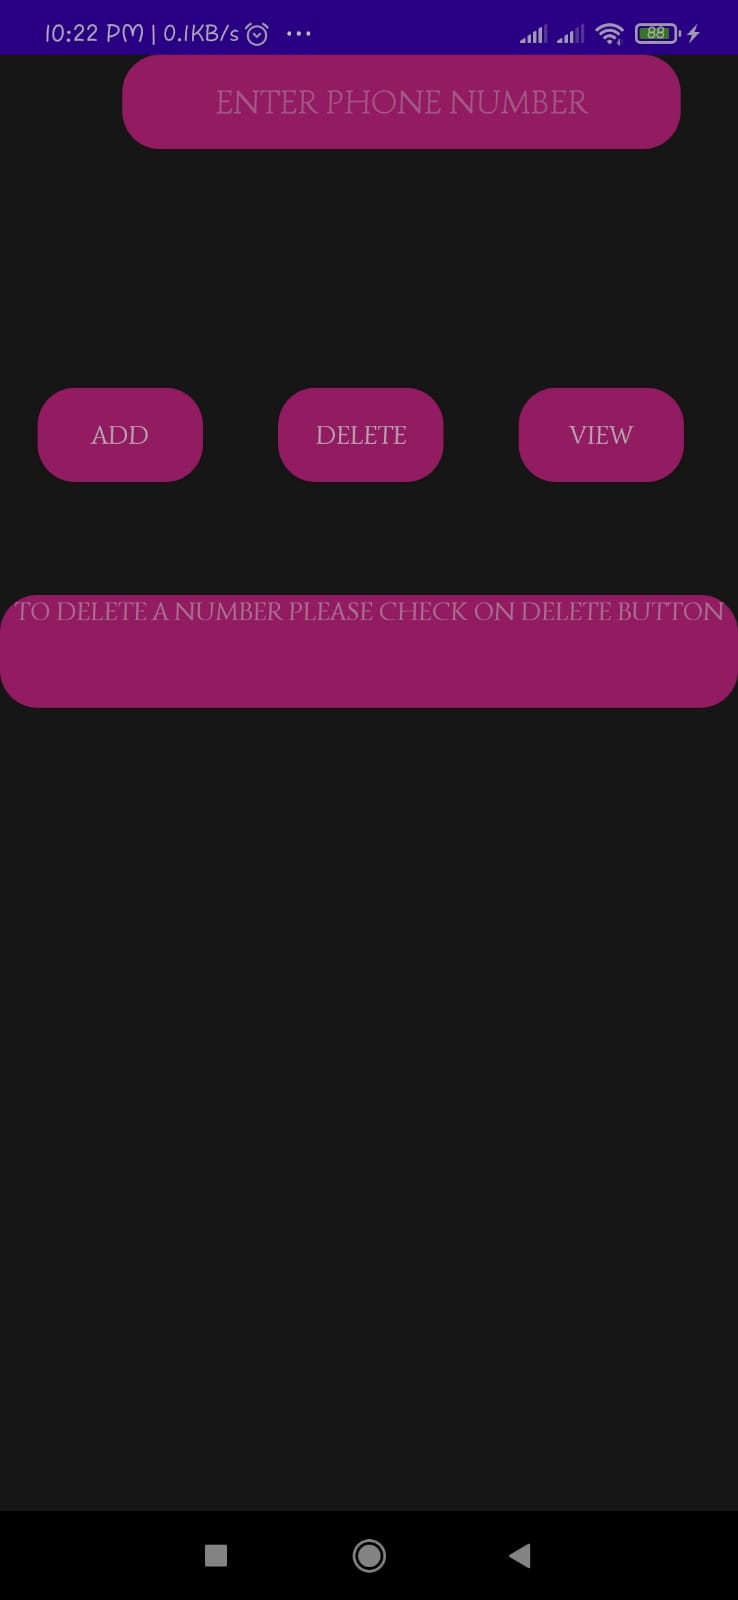 10:22 PM | 0.1KB/s ...
88
ENTER PHONE NUMBER
ADD DELETE VIEW
TO DELETE A NUMBER PLEASE CHECK ON DELETE BUTTON